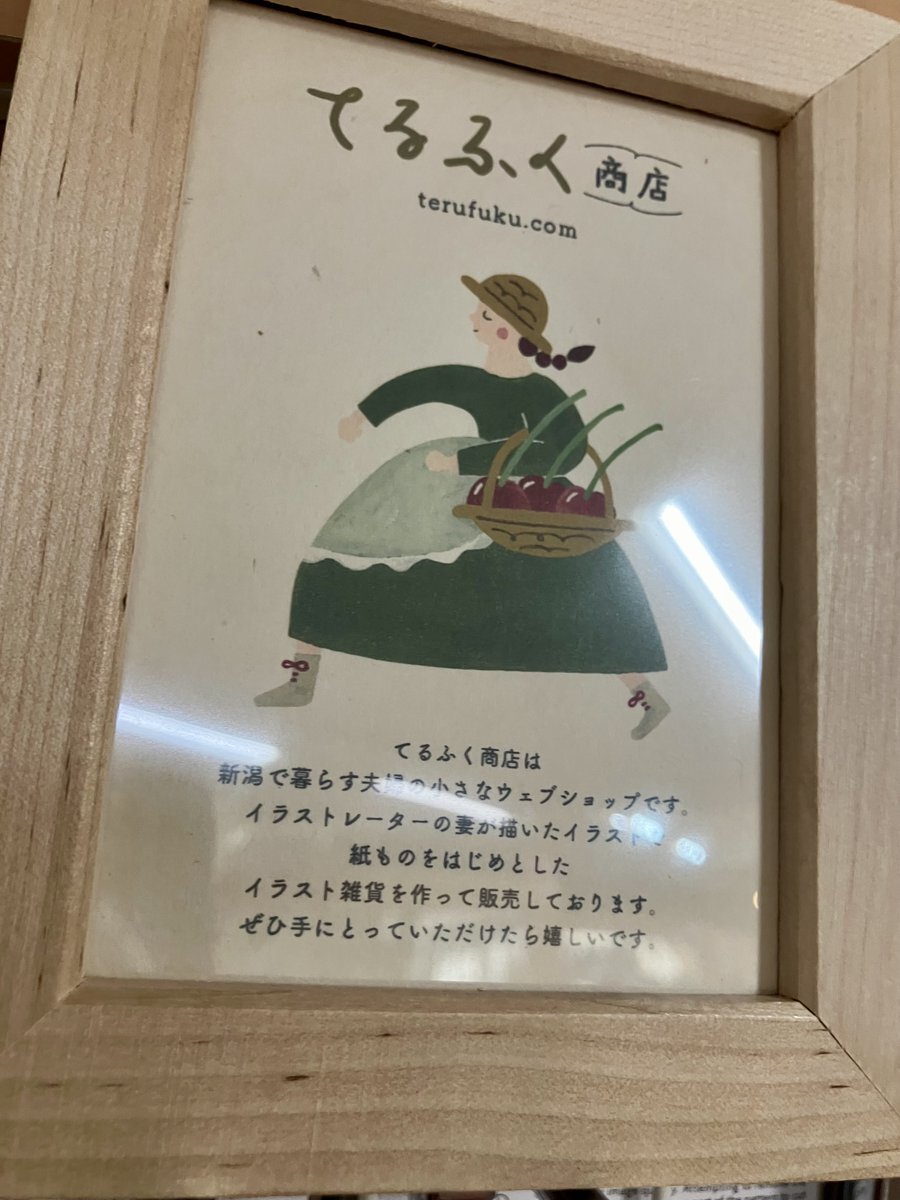 てるふく商店
terufuku.com
てるふく商店は
新潟で暮らす夫婦の小さなウェブショップです。
イラストレーターの妻が描いたイラスト
紙ものをはじめとした
イラスト雑貨を作って販売しております。
ぜひ手にとっていただけたら嬉しいです。